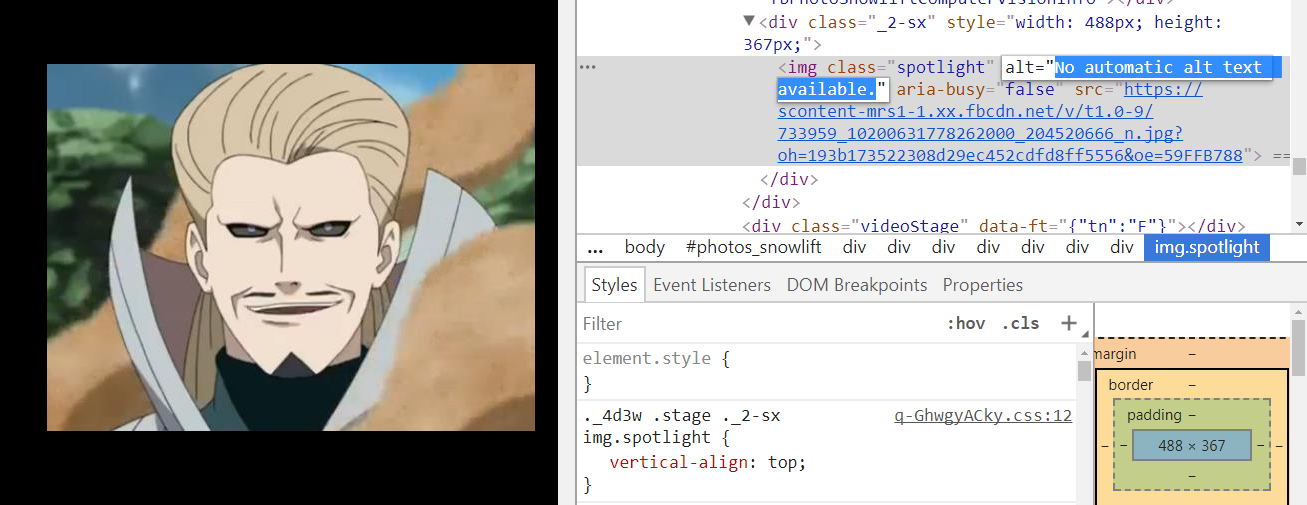 fbPhotoSnowliftComputerVisionInfo"></div>
▼<div class="_2-sx" style="width: 488px; height:
367px;">
<img class="spotlight" alt="No automatic alt text
available." aria-busy="false" src="https://
scontent-mrs1-1.xx.fbcdn.net/v/t1.0-9/
733959_10200631778262000_204520666_n.jpg?
oh=193b173522308d29ec452cdfd8ff5556&oe=59FFB788"> ==
</div>
</div>
<div class="videoStage" data-ft="{"tn":"E"}"></div>
... body #photos_snowlift div div div div div div div img.spotlight
Styles Event Listeners DOM Breakpoints Properties
Filter :hov .cls +
element.style {
}
._4d3w .stage ._2-sx q-GhwgyACky.css:12
img.spotlight {
vertical-align: top;
}
margin –
border –
padding –
– – 488 × 367 – –
–